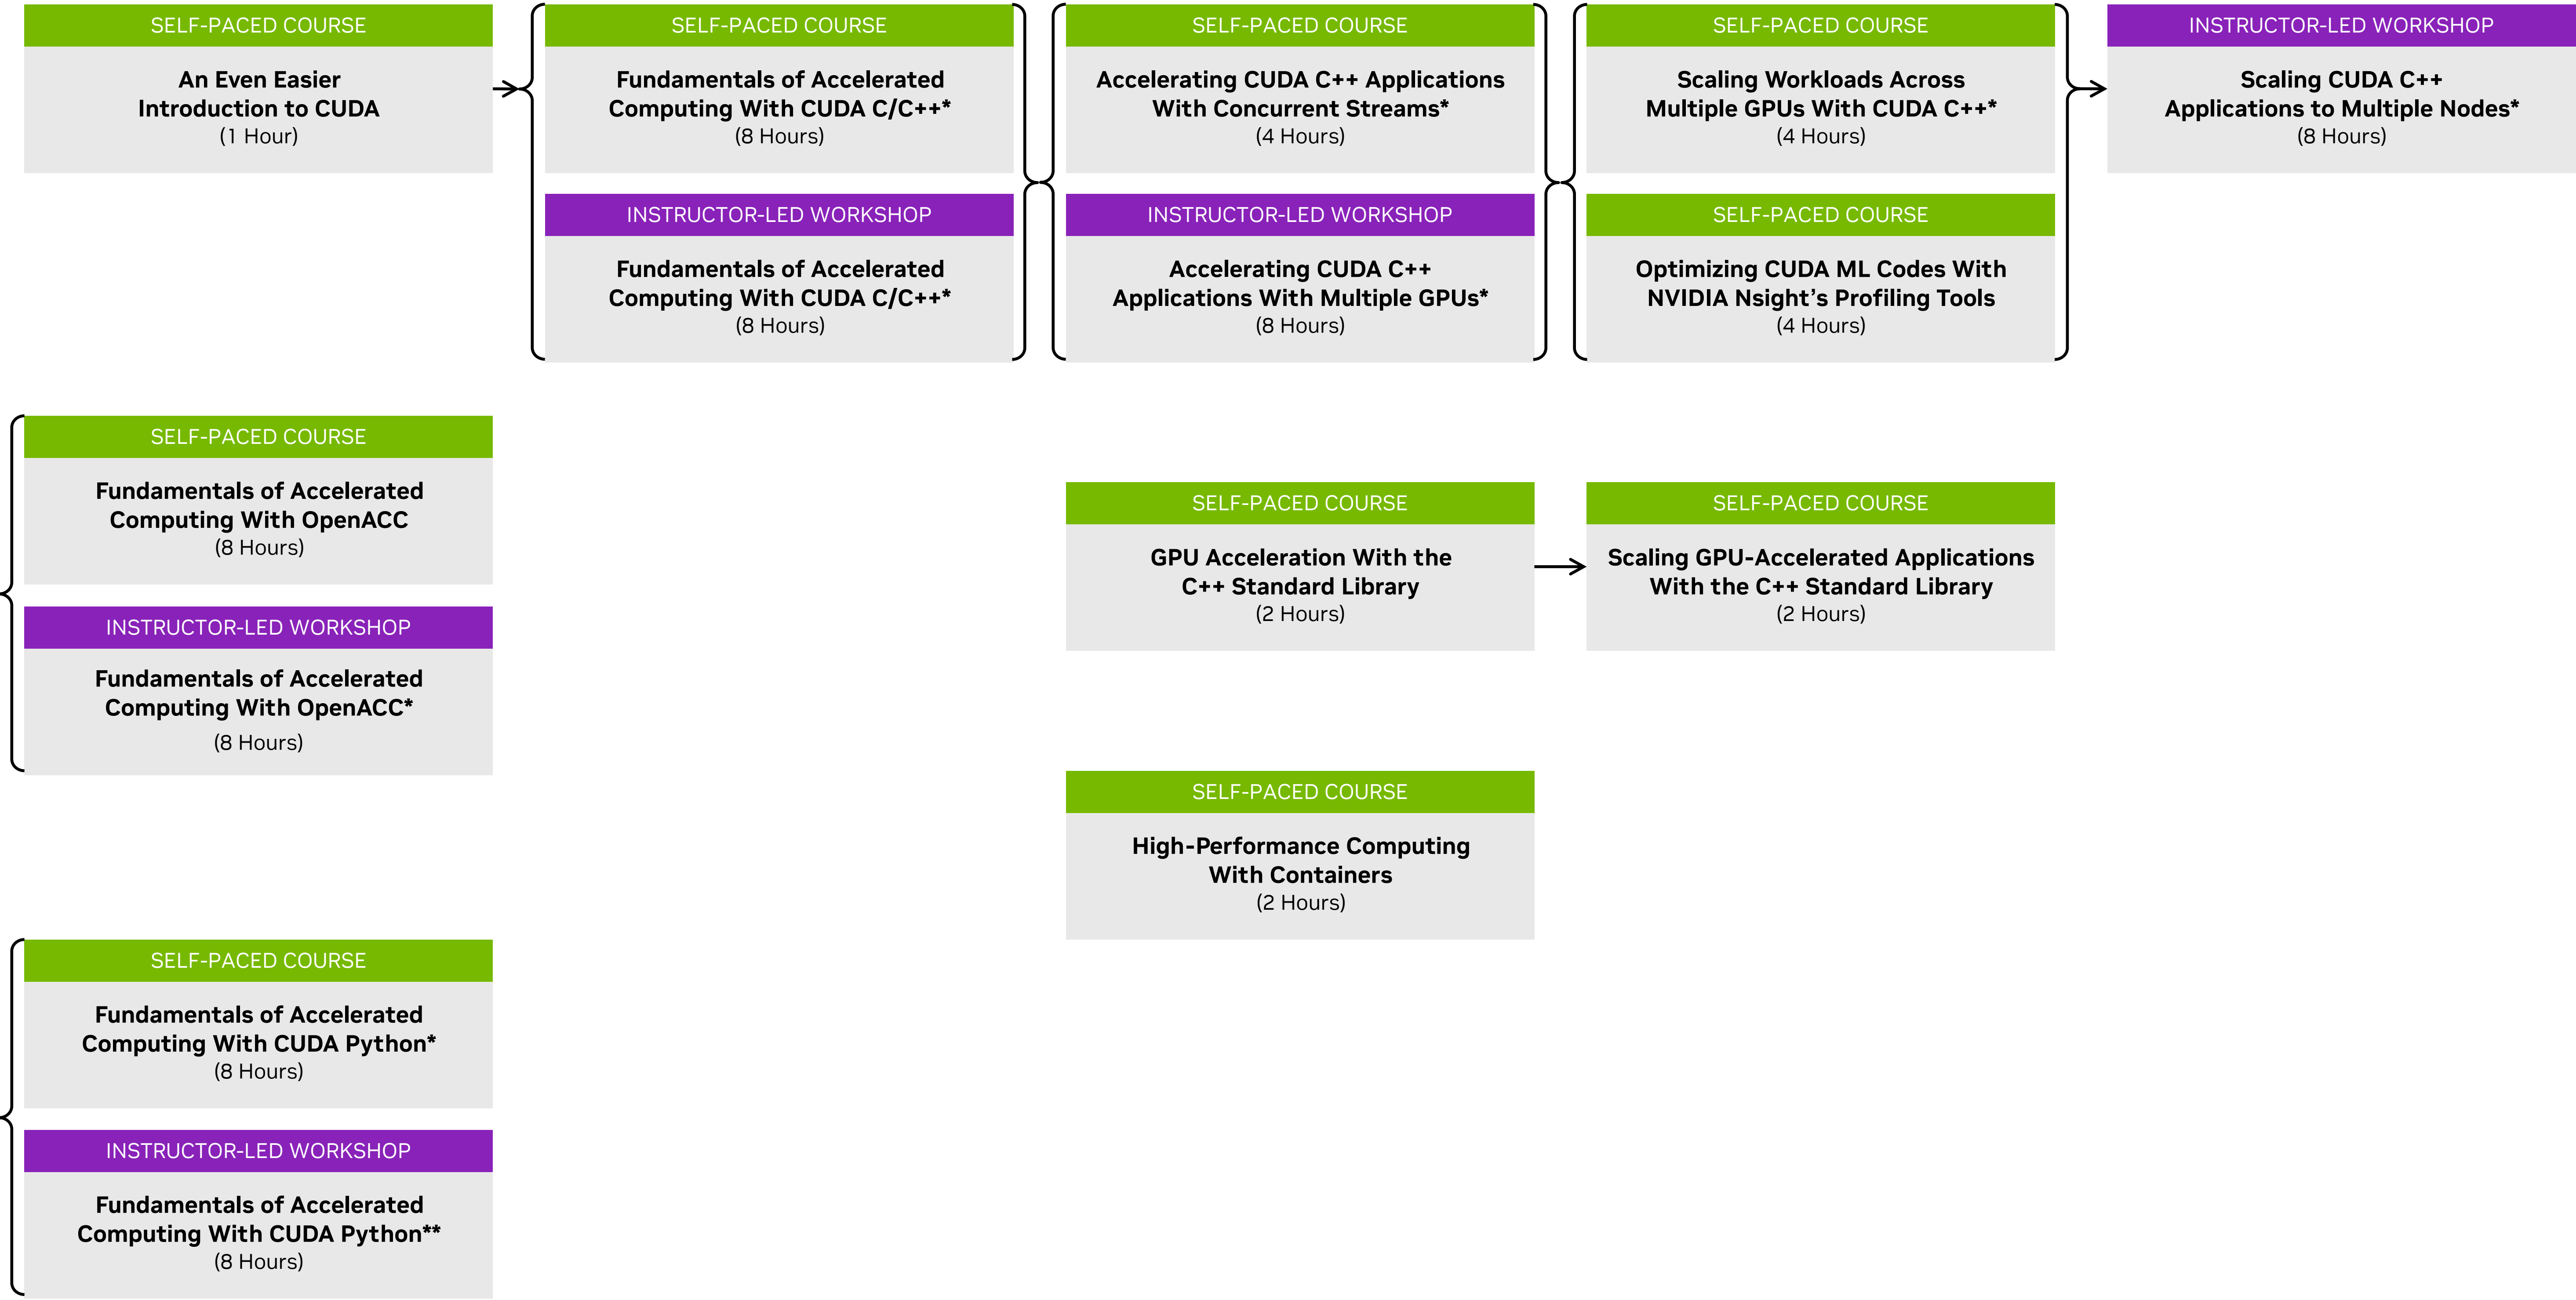 SELF-PACED COURSE
An Even Easier
Introduction to CUDA
(1 Hour)
SELF-PACED COURSE
Fundamentals of Accelerated
Computing With CUDA C/C++*
(8 Hours)
INSTRUCTOR-LED WORKSHOP
Fundamentals of Accelerated
Computing With CUDA C/C++*
(8 Hours)
SELF-PACED COURSE
Accelerating CUDA C++ Applications
With Concurrent Streams*
(4 Hours)
INSTRUCTOR-LED WORKSHOP
Accelerating CUDA C++
Applications With Multiple GPUs*
(8 Hours)
SELF-PACED COURSE
Scaling Workloads Across
Multiple GPUs With CUDA C++*
(4 Hours)
SELF-PACED COURSE
Optimizing CUDA ML Codes With
NVIDIA Nsight’s Profiling Tools
(4 Hours)
INSTRUCTOR-LED WORKSHOP
Scaling CUDA C++
Applications to Multiple Nodes*
(8 Hours)
SELF-PACED COURSE
Fundamentals of Accelerated
Computing With OpenACC
(8 Hours)
INSTRUCTOR-LED WORKSHOP
Fundamentals of Accelerated
Computing With OpenACC*
(8 Hours)
SELF-PACED COURSE
GPU Acceleration With the
C++ Standard Library
(2 Hours)
SELF-PACED COURSE
Scaling GPU-Accelerated Applications
With the C++ Standard Library
(2 Hours)
SELF-PACED COURSE
High-Performance Computing
With Containers
(2 Hours)
SELF-PACED COURSE
Fundamentals of Accelerated
Computing With CUDA Python*
(8 Hours)
INSTRUCTOR-LED WORKSHOP
Fundamentals of Accelerated
Computing With CUDA Python**
(8 Hours)